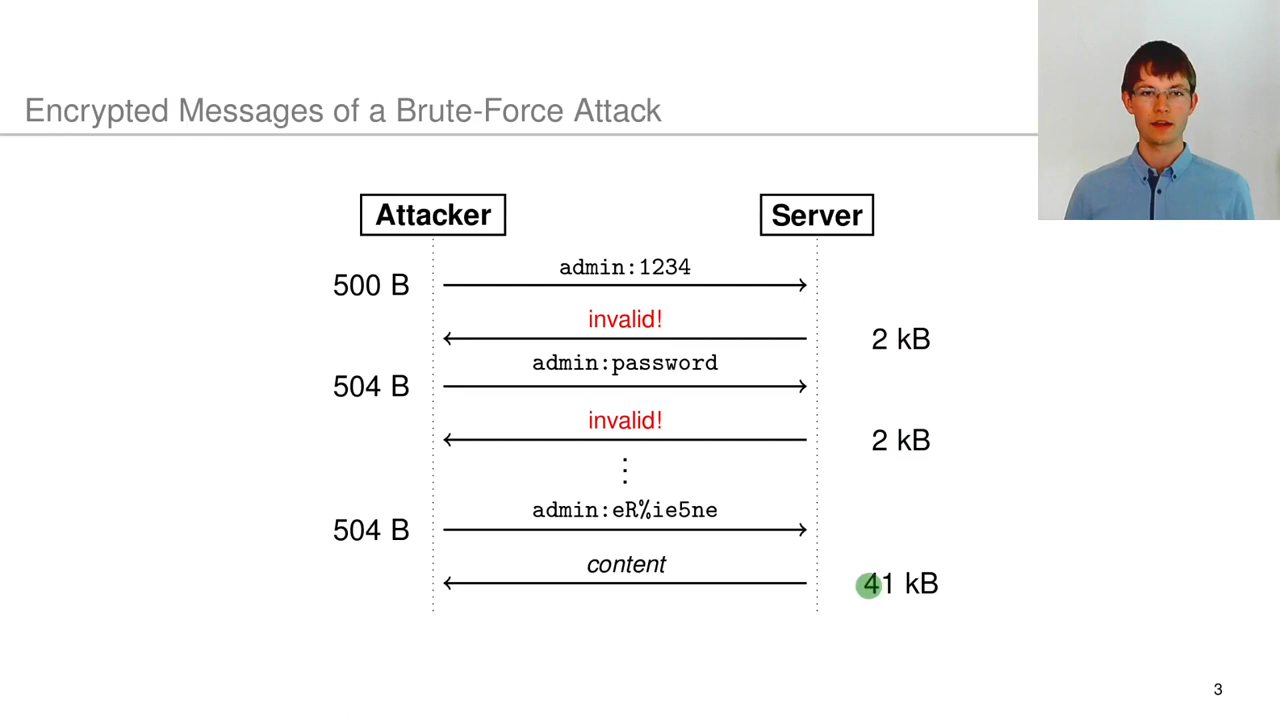 Encrypted Messages of a Brute-Force Attack
Attacker
Server
admin:1234
500 B
invalid!
2 kB
admin:password
504 B
invalid!
2 kB
⋮
admin:eR%ie5ne
504 B
content
41 kB
3